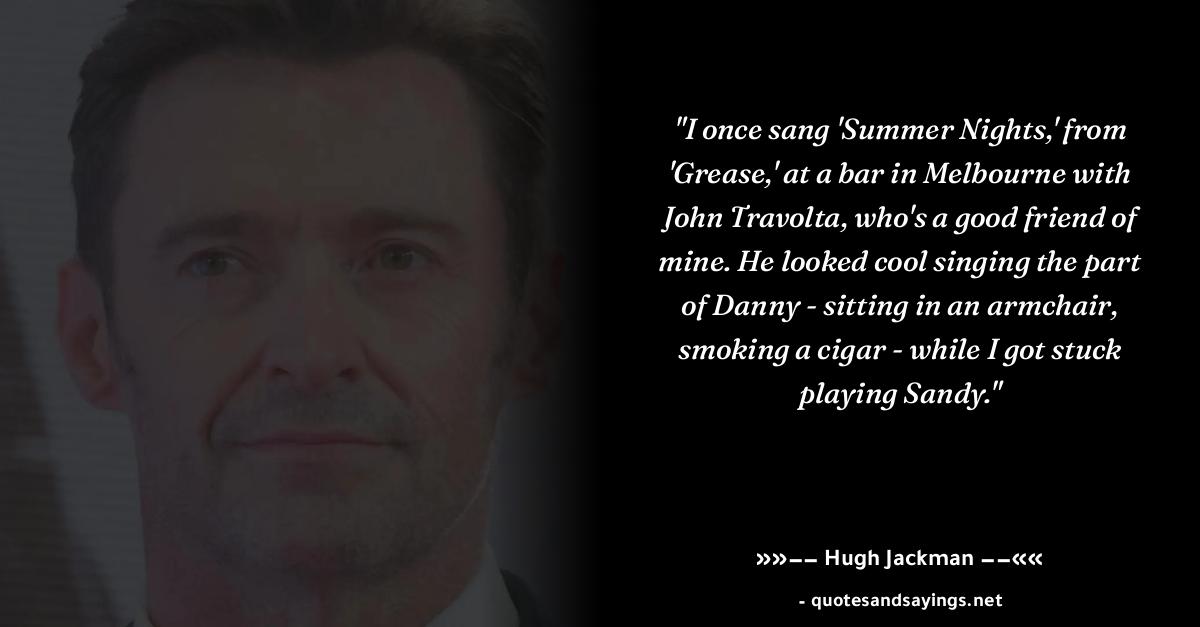 "I once sang 'Summer Nights,' from
'Grease,' at a bar in Melbourne with
John Travolta, who's a good friend of
mine. He looked cool singing the part
of Danny - sitting in an armchair,
smoking a cigar - while I got stuck
playing Sandy."
»»−− Hugh Jackman −−««
- quotesandsayings.net